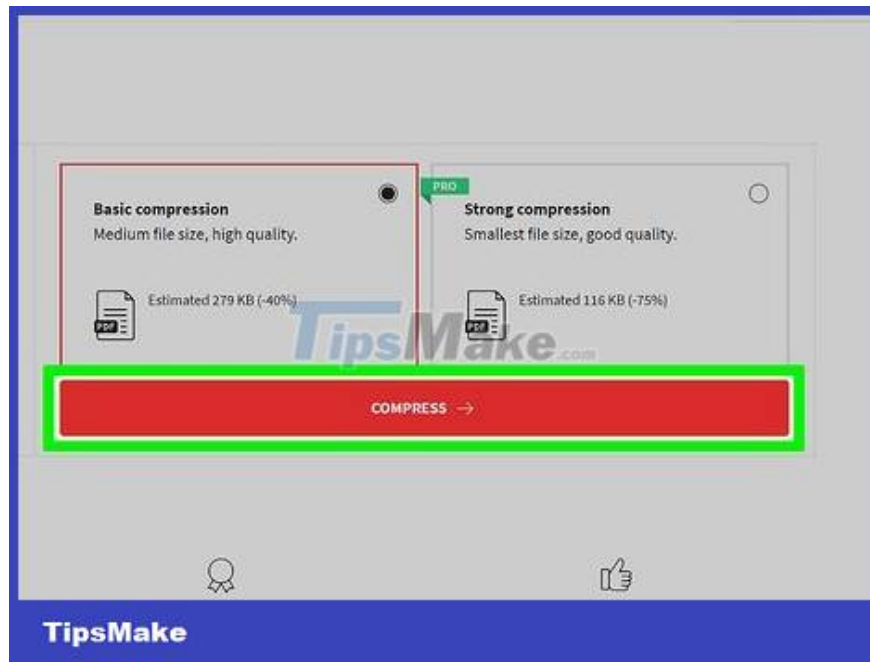 Basic compression
Medium file size, high quality.
PDF
Estimated 279 KB (-40%)
PRO
Strong compression
Smallest file size, good quality.
PDF
Estimated 116 KB (-75%)
TipsMake.com
COMPRESS →
TipsMake